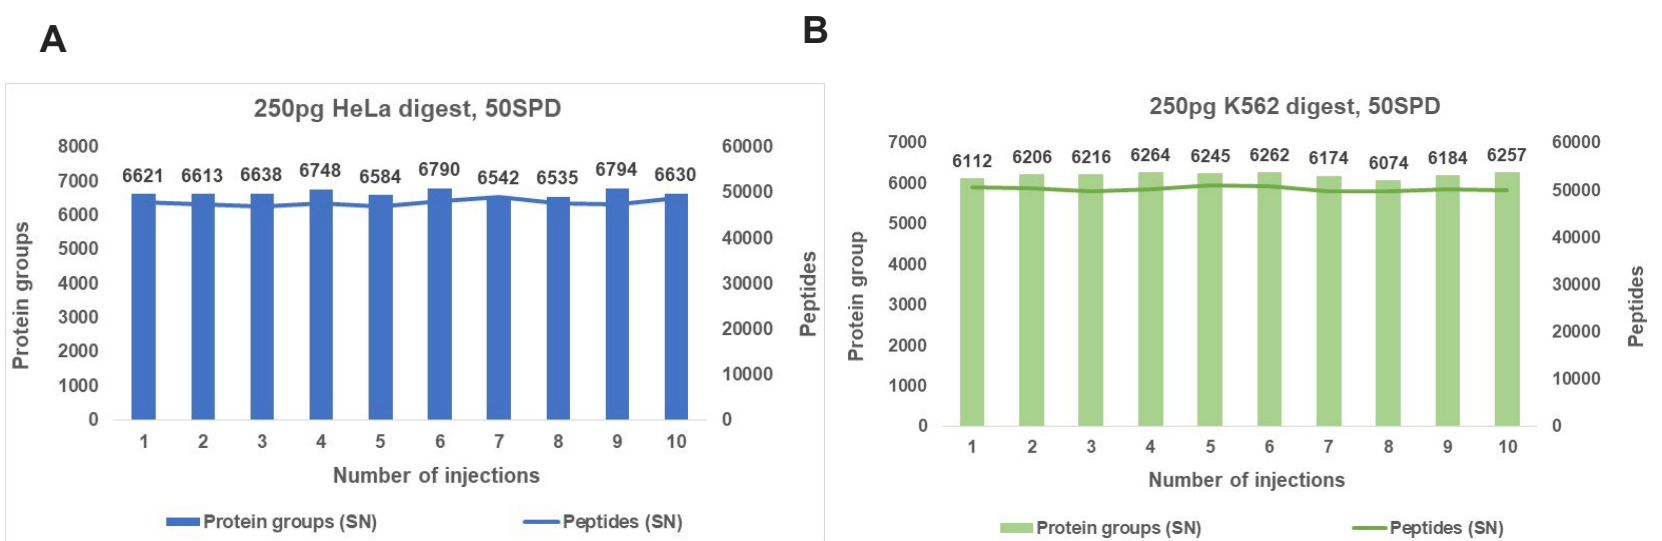 A
250pg HeLa digest, 50SPD
8000
7000
6000
5000
4000
3000
2000
1000
0
Protein groups
6621 6613 6638 6748 6584 6790 6542 6535 6794 6630
60000
50000
40000
30000
20000
10000
0
Peptides
1 2 3 4 5 6 7 8 9 10
Number of injections
Protein groups (SN) Peptides (SN)
B
250pg K562 digest, 50SPD
7000
6000
5000
4000
3000
2000
1000
0
Protein group
6112 6206 6216 6264 6245 6262 6174 6074 6184 6257
60000
50000
40000
30000
20000
10000
0
Peptides
1 2 3 4 5 6 7 8 9 10
Number of injections
Protein groups (SN) Peptides (SN)